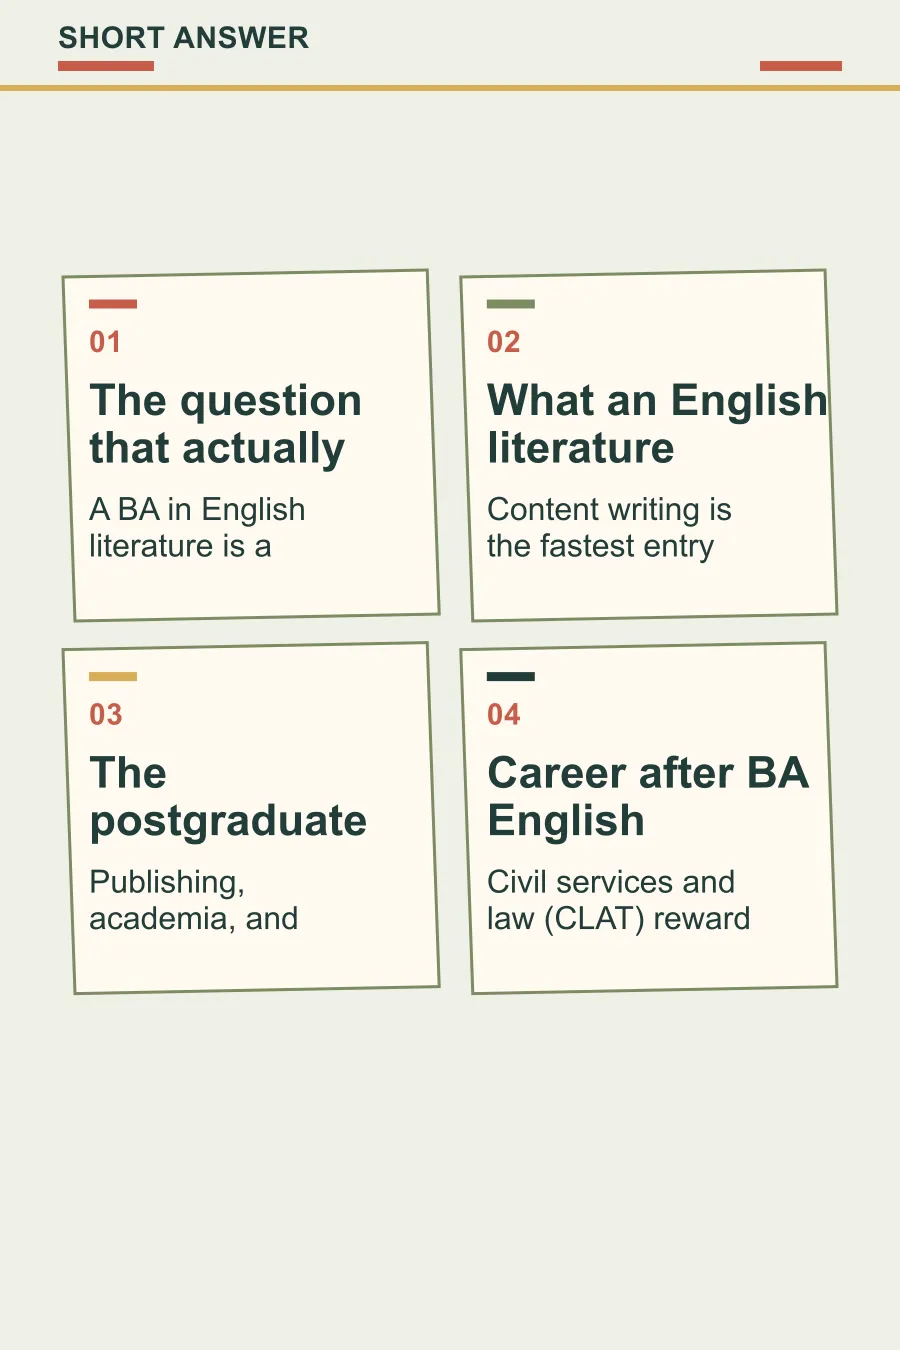 SHORT ANSWER
01
The question
that actually
A BA in English
literature is a
02
What an English
literature
Content writing is
the fastest entry
03
The
postgraduate
Publishing,
academia, and
04
Career after BA
English
Civil services and
law (CLAT) reward